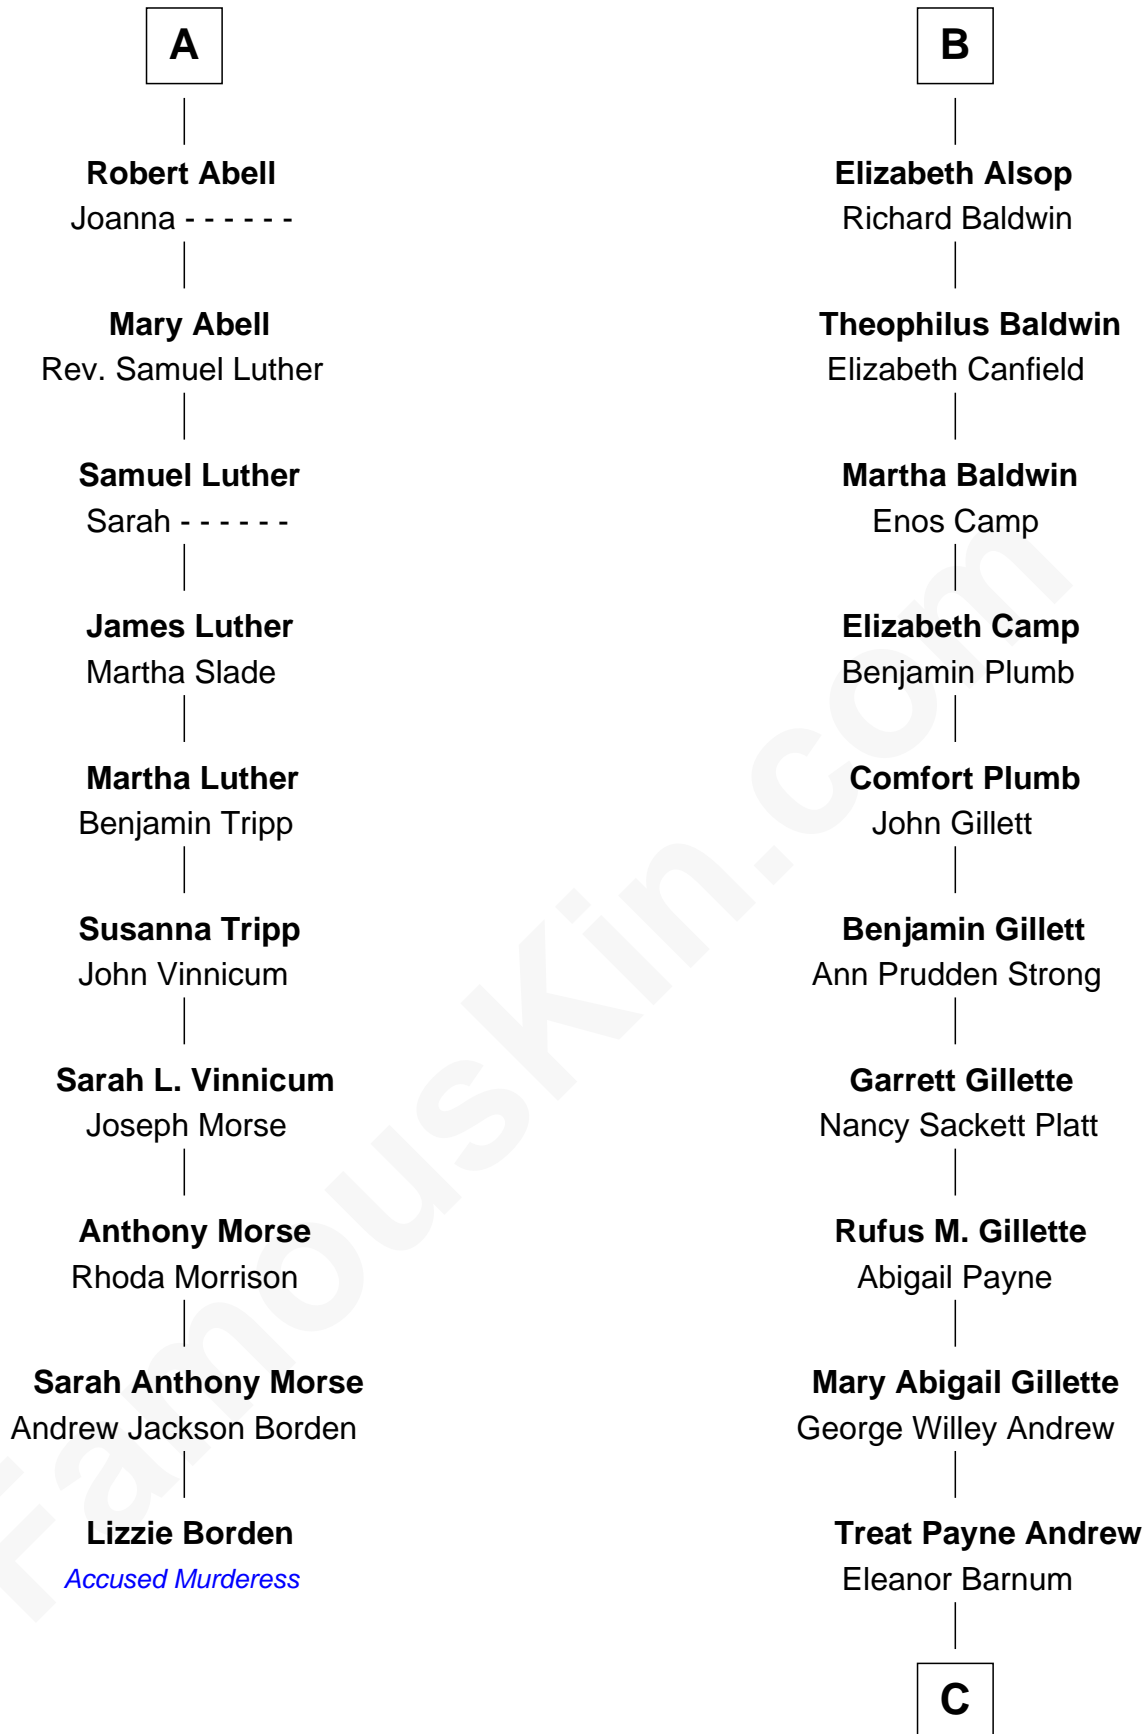 A
Robert Abell
Joanna - - - - - -
Mary Abell
Rev. Samuel Luther
Samuel Luther
Sarah - - - - - -
James Luther
Martha Slade
Martha Luther
Benjamin Tripp
Susanna Tripp
John Vinnicum
Sarah L. Vinnicum
Joseph Morse
Anthony Morse
Rhoda Morrison
Sarah Anthony Morse
Andrew Jackson Borden
Lizzie Borden
Accused Murderess
B
Elizabeth Alsop
Richard Baldwin
Theophilus Baldwin
Elizabeth Canfield
Martha Baldwin
Enos Camp
Elizabeth Camp
Benjamin Plumb
Comfort Plumb
John Gillett
Benjamin Gillett
Ann Prudden Strong
Garrett Gillette
Nancy Sackett Platt
Rufus M. Gillette
Abigail Payne
Mary Abigail Gillette
George Willey Andrew
Treat Payne Andrew
Eleanor Barnum
C
FamousKin.com